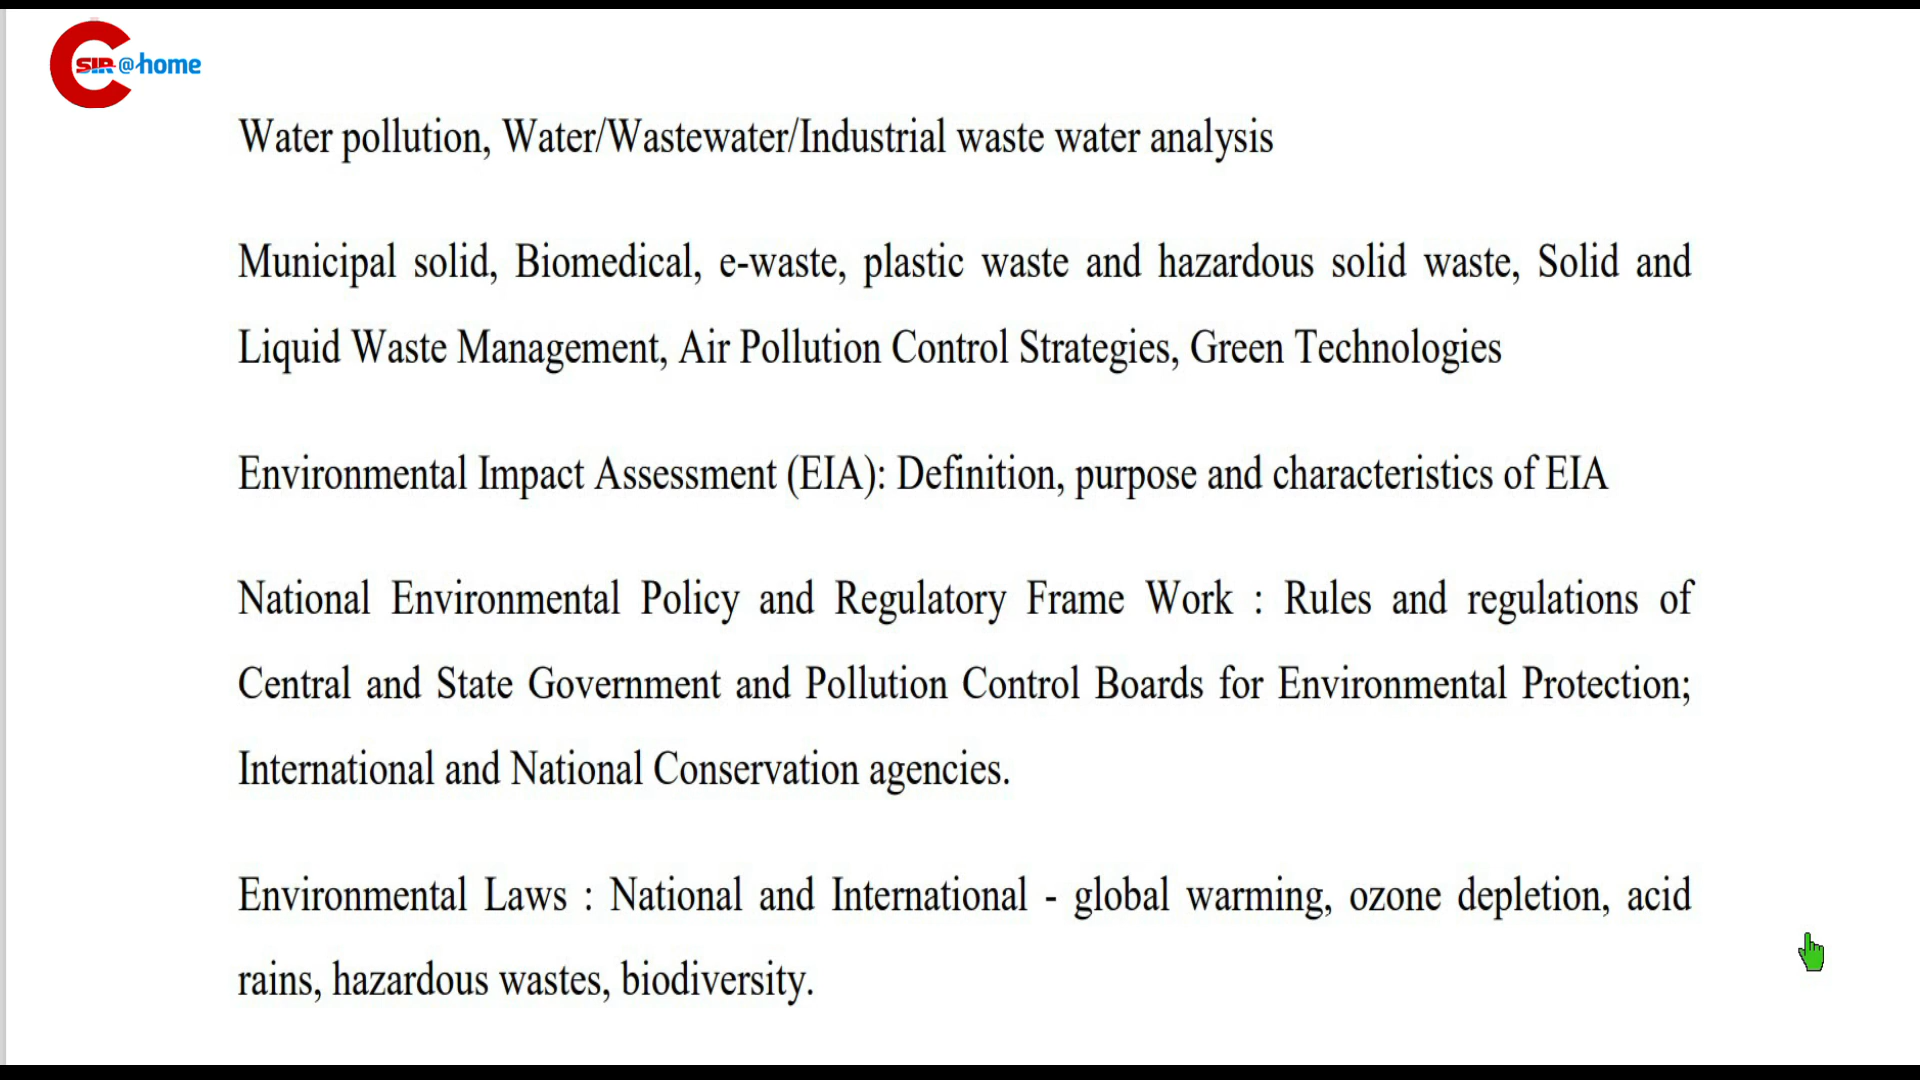 CSIR@home
Water pollution, Water/Wastewater/Industrial waste water analysis
Municipal solid, Biomedical, e-waste, plastic waste and hazardous solid waste, Solid and
Liquid Waste Management, Air Pollution Control Strategies, Green Technologies
Environmental Impact Assessment (EIA): Definition, purpose and characteristics of EIA
National Environmental Policy and Regulatory Frame Work : Rules and regulations of
Central and State Government and Pollution Control Boards for Environmental Protection;
International and National Conservation agencies.
Environmental Laws : National and International - global warming, ozone depletion, acid
rains, hazardous wastes, biodiversity.